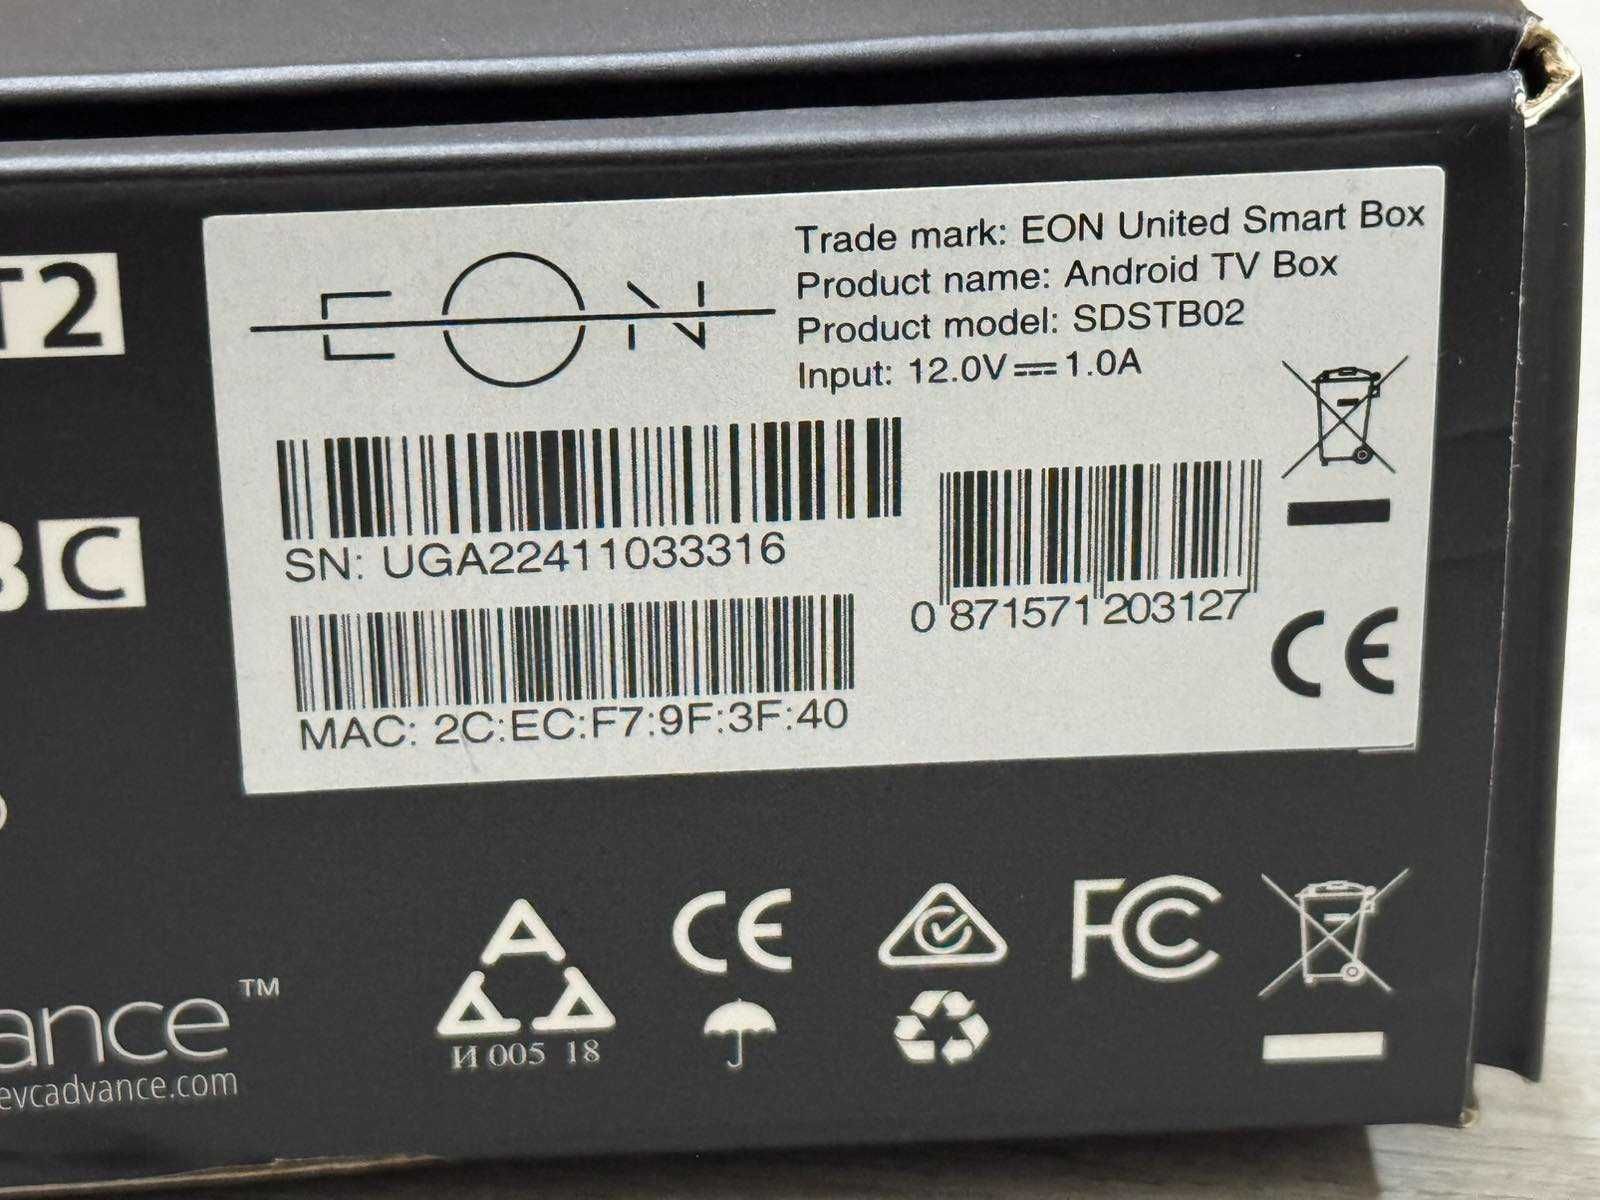 T2
C
EON
Trade mark: EON United Smart Box
Product name: Android TV Box
Product model: SDSTB02
Input: 12.0V⎓1.0A
SN: UGA22411033316
0 871571 203127
MAC: 2C:EC:F7:9F:3F:40
CE
ance™
evcadvance.com
A A A
И 005 18
CE
FC